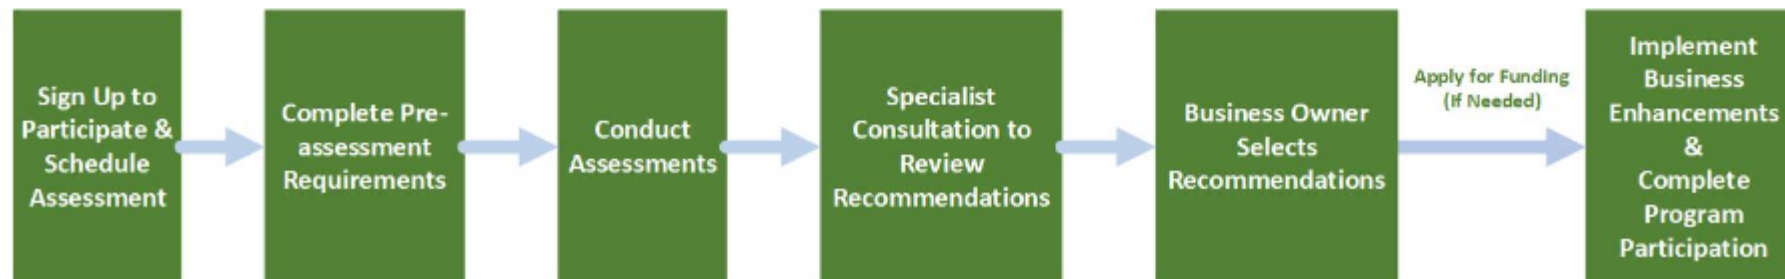 Sign Up to
Participate &
Schedule
Assessment
Complete Pre-
assessment
Requirements
Conduct
Assessments
Specialist
Consultation to
Review
Recommendations
Business Owner
Selects
Recommendations
Apply for Funding
(If Needed)
Implement
Business
Enhancements
&
Complete
Program
Participation